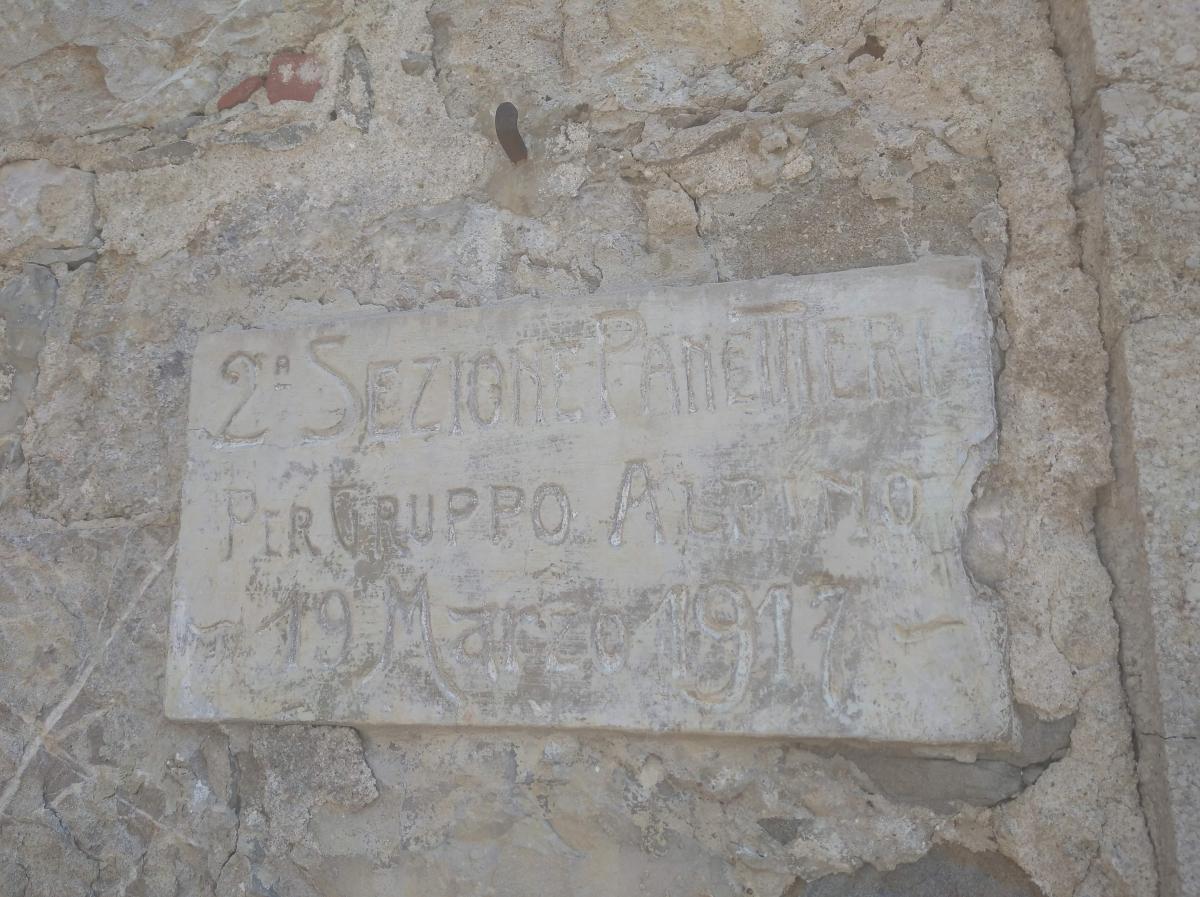 2ª SEZIONE PANETTIERI
PER GRUPPO ALPINO
- 19 Marzo 1917 -